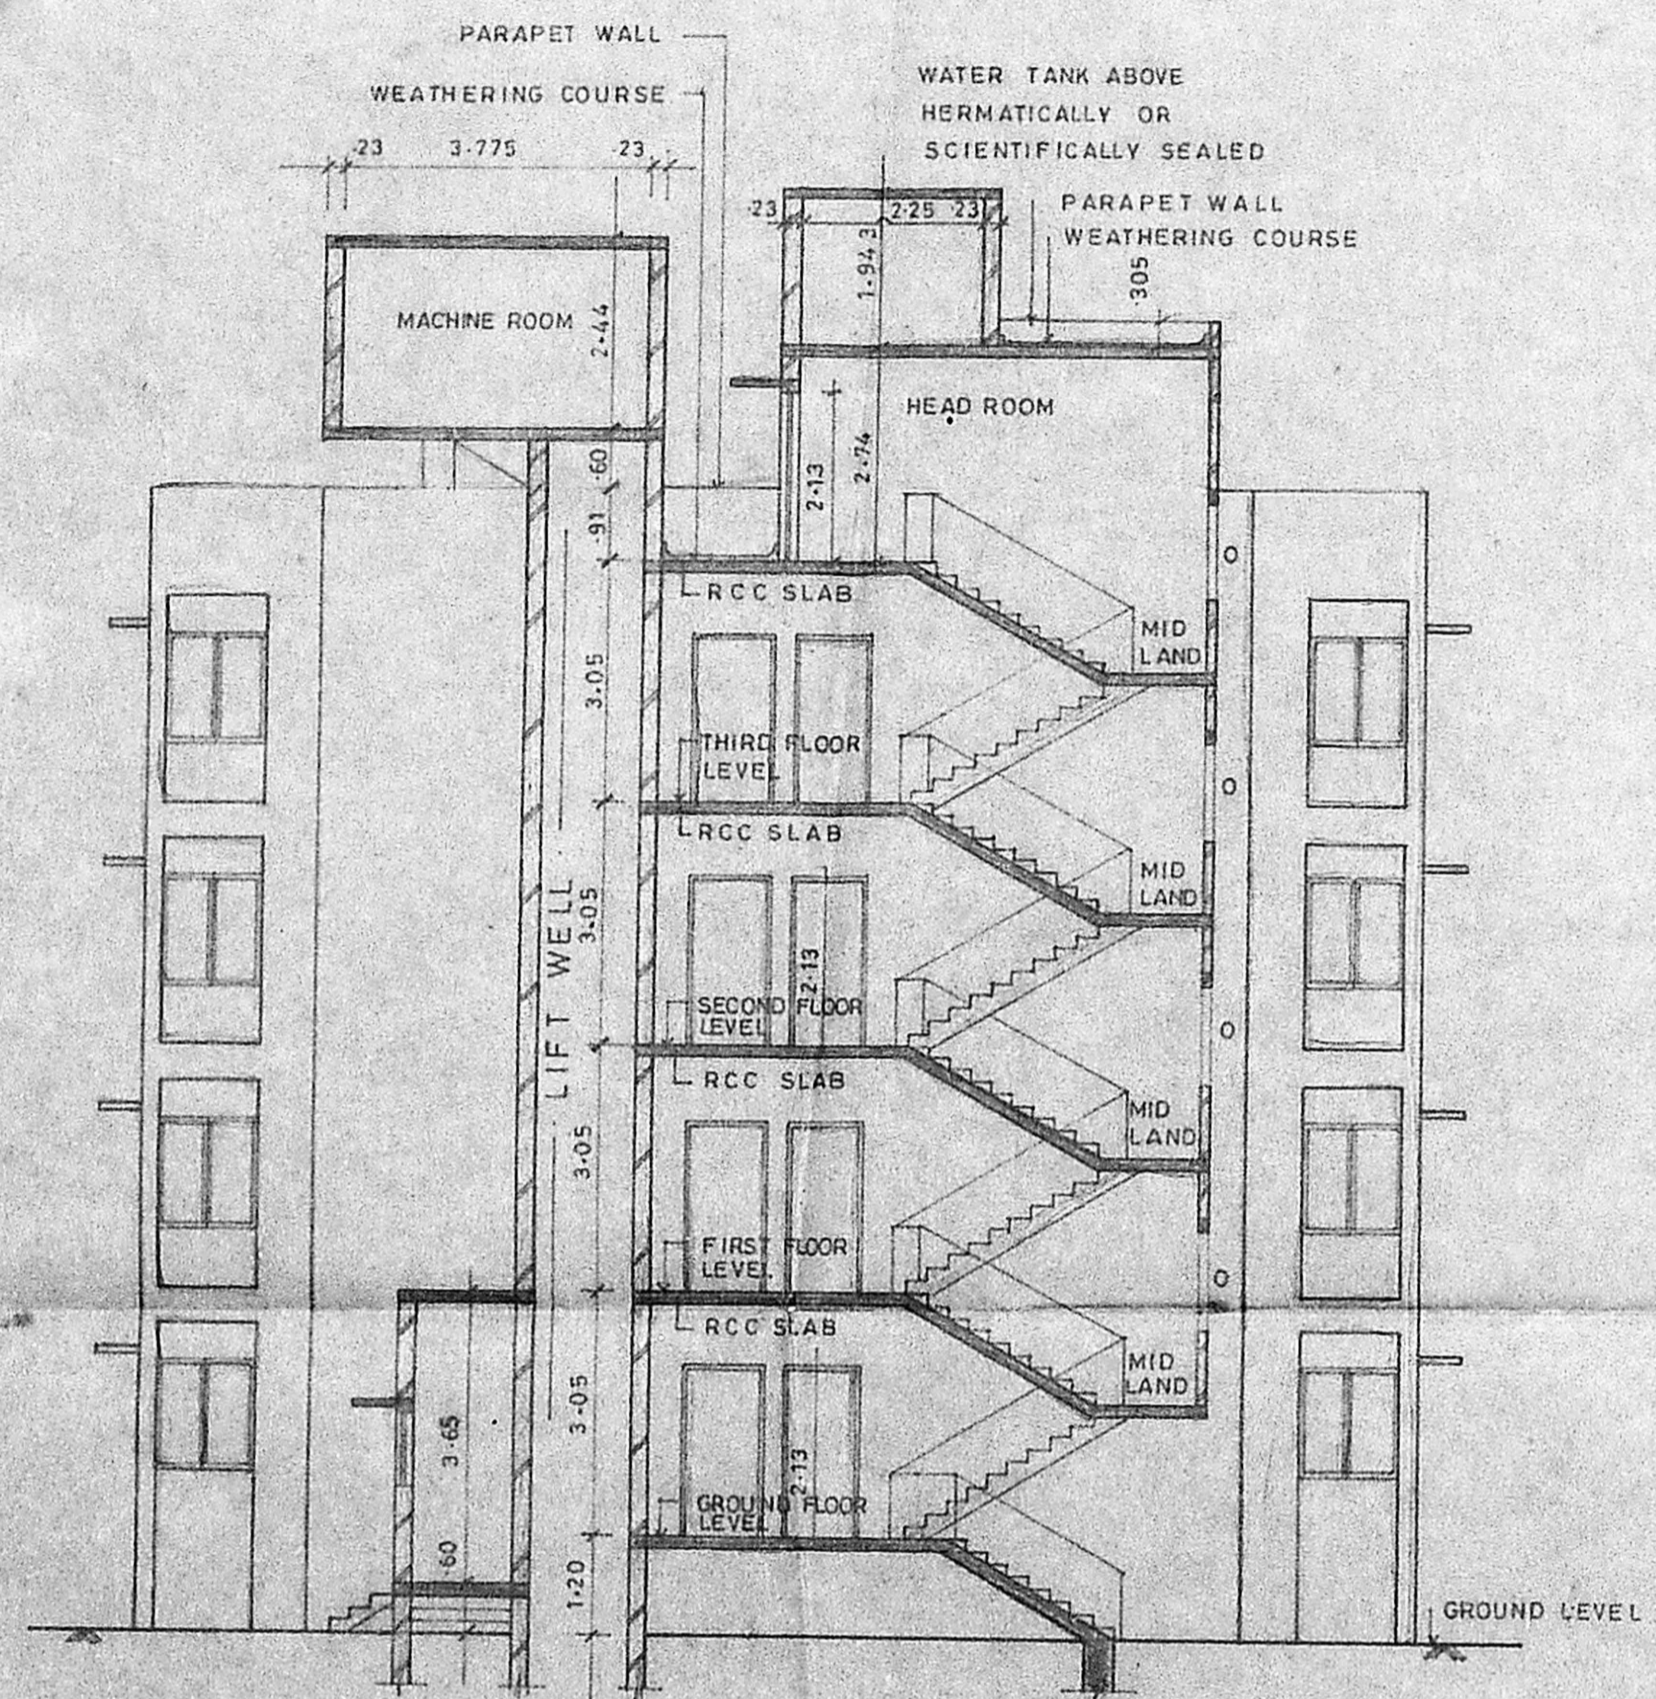 PARAPET WALL
WEATHERING COURSE
WATER TANK ABOVE
HERMATICALLY OR
SCIENTIFICALLY SEALED
.23 3.775 .23
.23 2.25 .23
PARAPET WALL
WEATHERING COURSE
1.943
.305
MACHINE ROOM
2.44
HEAD ROOM
.60
2.13
2.74
.91
RCC SLAB
MID
LAND
3.05
THIRD FLOOR
LEVEL
RCC SLAB
MID
LAND
LIFT WELL
3.05
2.13
SECOND FLOOR
LEVEL
RCC SLAB
MID
LAND
3.05
FIRST FLOOR
LEVEL
RCC SLAB
MID
LAND
3.05
3.65
2.13
GROUND FLOOR
LEVEL
.60
1.20
GROUND LEVEL